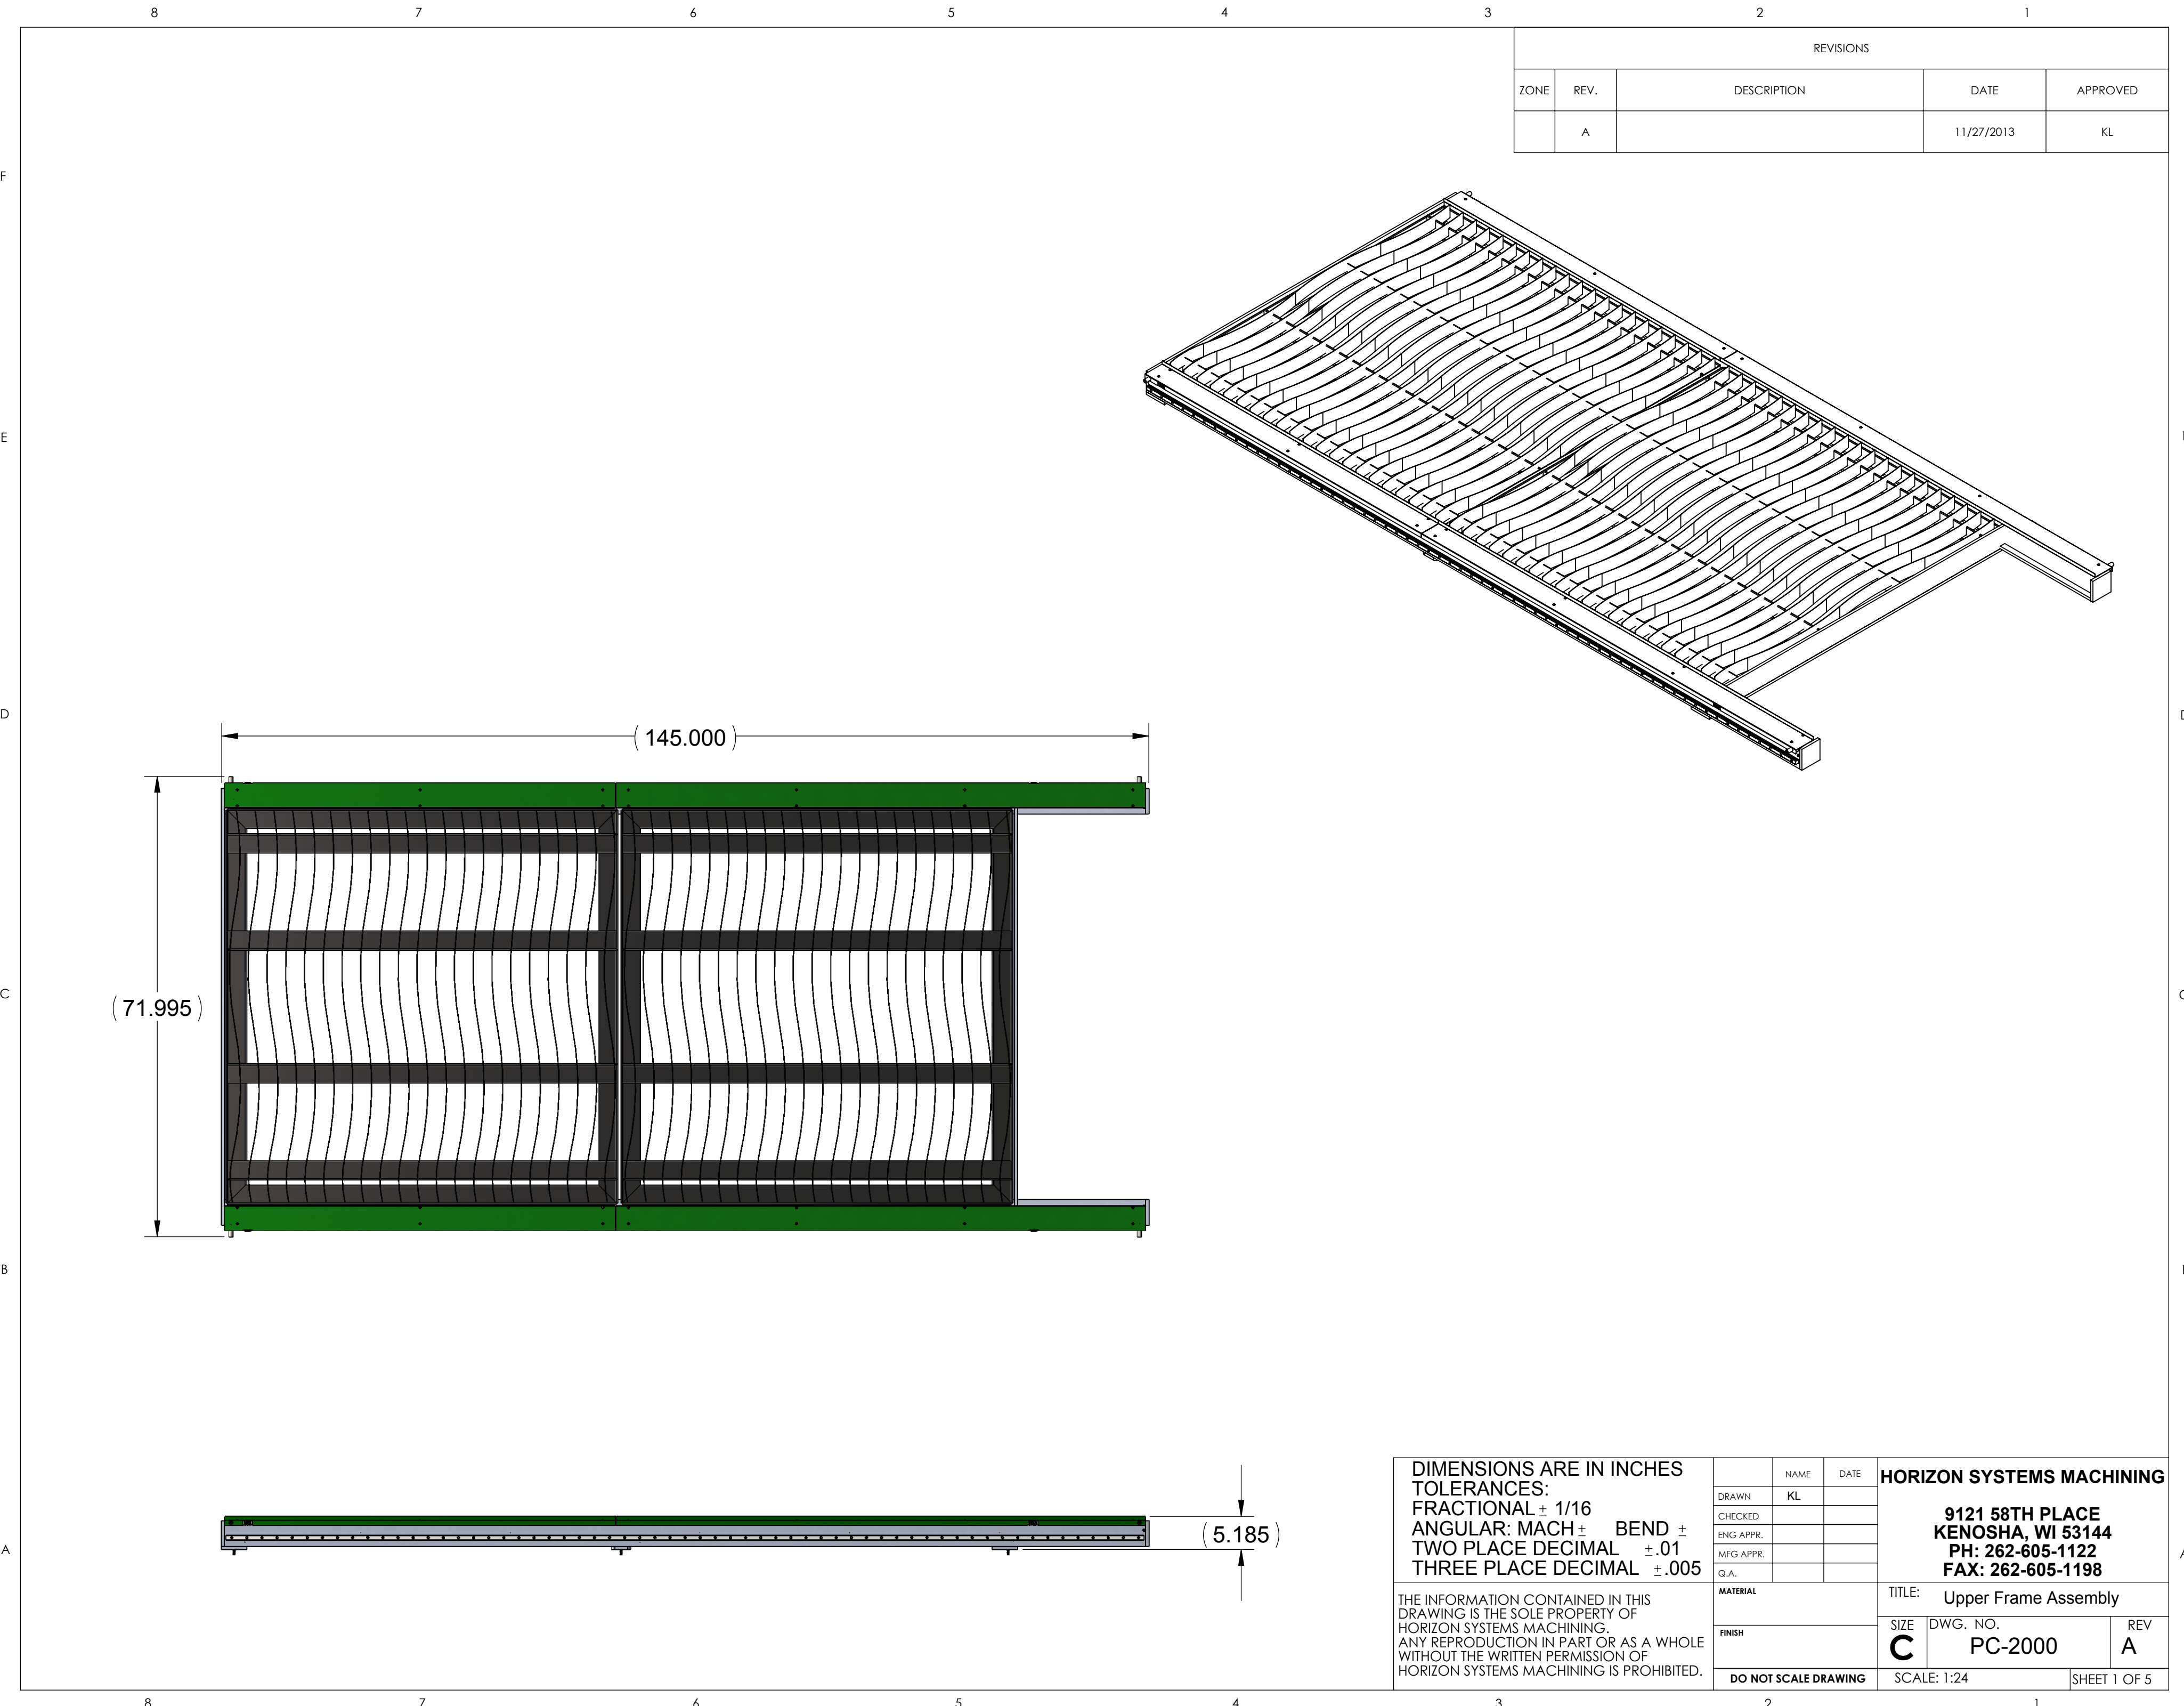 8 7 6 5 4 3 2 1
REVISIONS
ZONE REV. DESCRIPTION DATE APPROVED
A 11/27/2013 KL
F
E
D
(145.000)
C
(71.995)
B
A
(5.185)
DIMENSIONS ARE IN INCHES
TOLERANCES:
FRACTIONAL ± 1/16
ANGULAR: MACH ± BEND ±
TWO PLACE DECIMAL ±.01
THREE PLACE DECIMAL ±.005
THE INFORMATION CONTAINED IN THIS
DRAWING IS THE SOLE PROPERTY OF
HORIZON SYSTEMS MACHINING.
ANY REPRODUCTION IN PART OR AS A WHOLE
WITHOUT THE WRITTEN PERMISSION OF
HORIZON SYSTEMS MACHINING IS PROHIBITED.
NAME DATE
DRAWN KL
CHECKED
ENG APPR.
MFG APPR.
Q.A.
MATERIAL
FINISH
DO NOT SCALE DRAWING
HORIZON SYSTEMS MACHINING
9121 58TH PLACE
KENOSHA, WI 53144
PH: 262-605-1122
FAX: 262-605-1198
TITLE: Upper Frame Assembly
SIZE DWG. NO. REV
C PC-2000 A
SCALE: 1:24 SHEET 1 OF 5
8 7 6 5 4 3 2 1